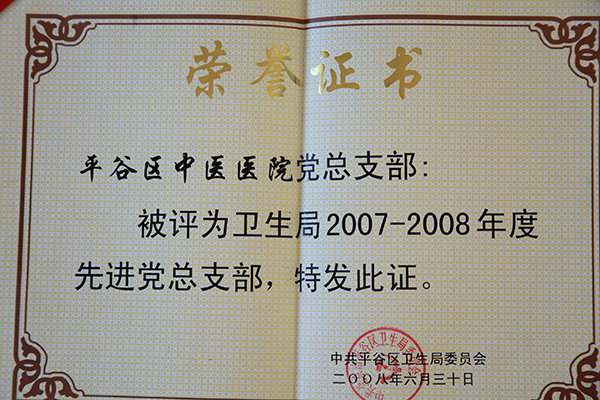 荣誉证书
平谷区中医医院党总支部：
被评为卫生局2007-2008年度
先进党总支部，特发此证。
中共平谷区卫生局委员会
二〇〇八年六月三十日